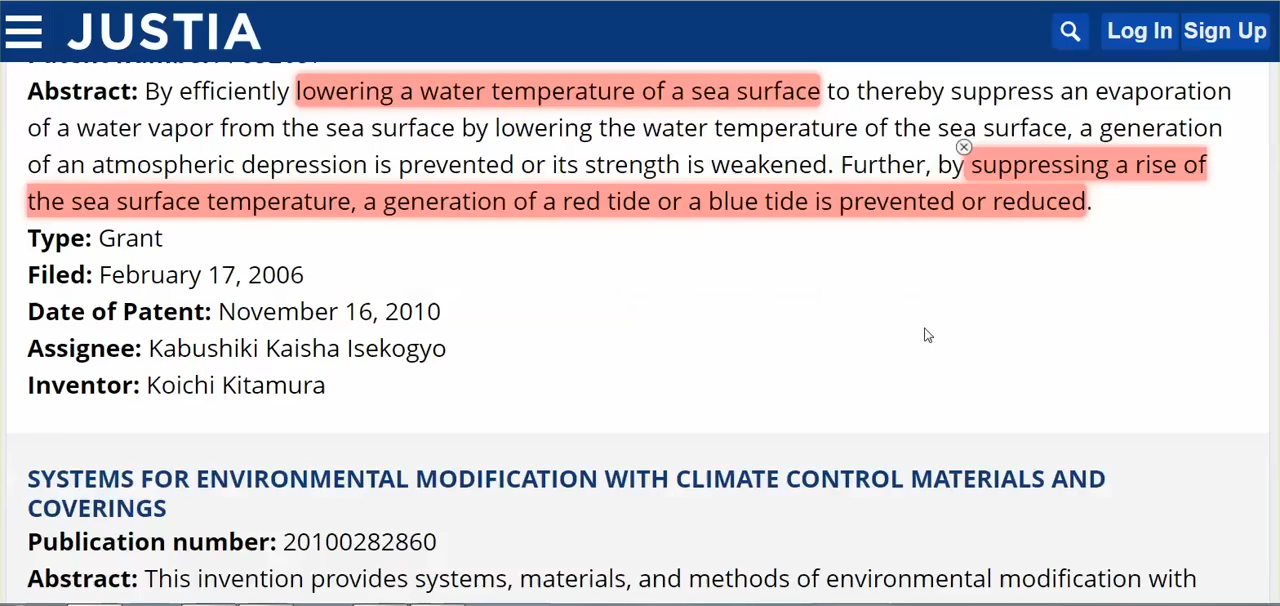 JUSTIA
Log In
Sign Up
Abstract: By efficiently lowering a water temperature of a sea surface to thereby suppress an evaporation
of a water vapor from the sea surface by lowering the water temperature of the sea surface, a generation
of an atmospheric depression is prevented or its strength is weakened. Further, by suppressing a rise of
the sea surface temperature, a generation of a red tide or a blue tide is prevented or reduced.
Type: Grant
Filed: February 17, 2006
Date of Patent: November 16, 2010
Assignee: Kabushiki Kaisha Isekogyo
Inventor: Koichi Kitamura
SYSTEMS FOR ENVIRONMENTAL MODIFICATION WITH CLIMATE CONTROL MATERIALS AND
COVERINGS
Publication number: 20100282860
Abstract: This invention provides systems, materials, and methods of environmental modification with